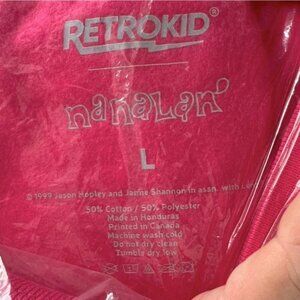 RETROKID®
nanalan'
L
© 1999 Jason Hopley and Jamie Shannon in assn. with
50% Cotton / 50% Polyester
Made in Honduras
Printed in Canada
Machine wash cold
Do not dry clean
Tumble dry low